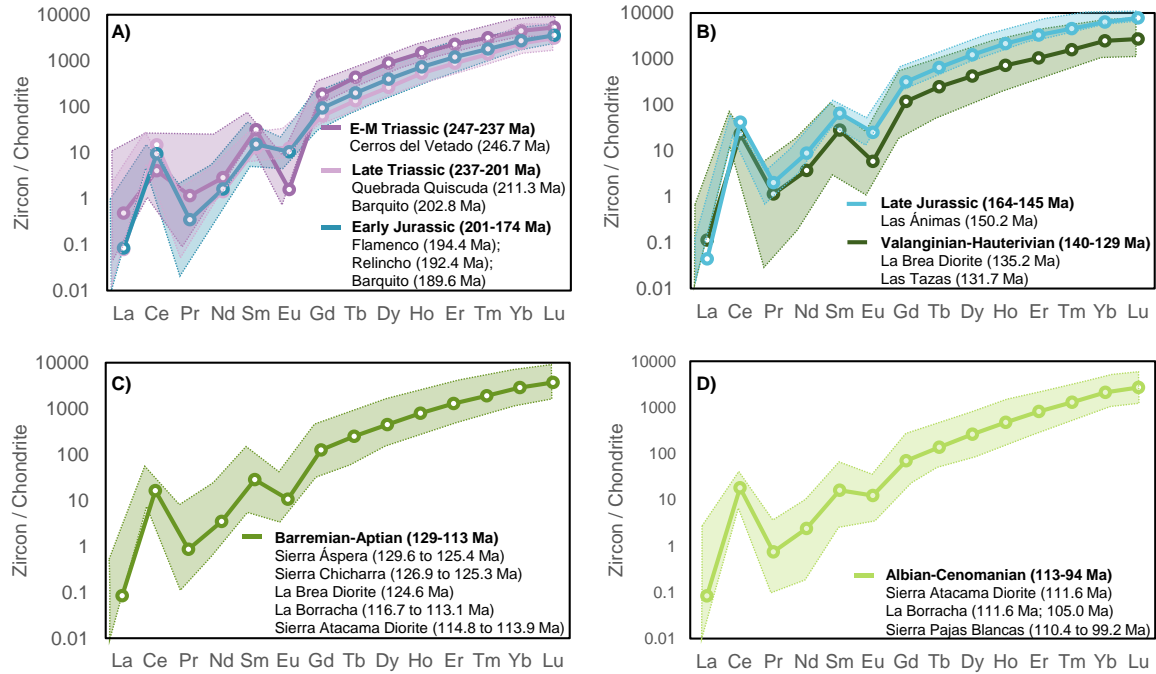 A)
10000
1000
100
10
1
0.1
0.01
Zircon / Chondrite
E-M Triassic (247-237 Ma)
Cerros del Vetado (246.7 Ma)
Late Triassic (237-201 Ma)
Quebrada Quiscuda (211.3 Ma)
Barquito (202.8 Ma)
Early Jurassic (201-174 Ma)
Flamenco (194.4 Ma);
Relincho (192.4 Ma);
Barquito (189.6 Ma)
La Ce Pr Nd Sm Eu Gd Tb Dy Ho Er Tm Yb Lu
B)
10000
1000
100
10
1
0.1
0.01
Zircon / Chondrite
Late Jurassic (164-145 Ma)
Las Ánimas (150.2 Ma)
Valanginian-Hauterivian (140-129 Ma)
La Brea Diorite (135.2 Ma)
Las Tazas (131.7 Ma)
La Ce Pr Nd Sm Eu Gd Tb Dy Ho Er Tm Yb Lu
C)
10000
1000
100
10
1
0.1
0.01
Zircon / Chondrite
Barremian-Aptian (129-113 Ma)
Sierra Áspera (129.6 to 125.4 Ma)
Sierra Chicharra (126.9 to 125.3 Ma)
La Brea Diorite (124.6 Ma)
La Borracha (116.7 to 113.1 Ma)
Sierra Atacama Diorite (114.8 to 113.9 Ma)
La Ce Pr Nd Sm Eu Gd Tb Dy Ho Er Tm Yb Lu
D)
10000
1000
100
10
1
0.1
0.01
Zircon / Chondrite
Albian-Cenomanian (113-94 Ma)
Sierra Atacama Diorite (111.6 Ma)
La Borracha (111.6 Ma; 105.0 Ma)
Sierra Pajas Blancas (110.4 to 99.2 Ma)
La Ce Pr Nd Sm Eu Gd Tb Dy Ho Er Tm Yb Lu